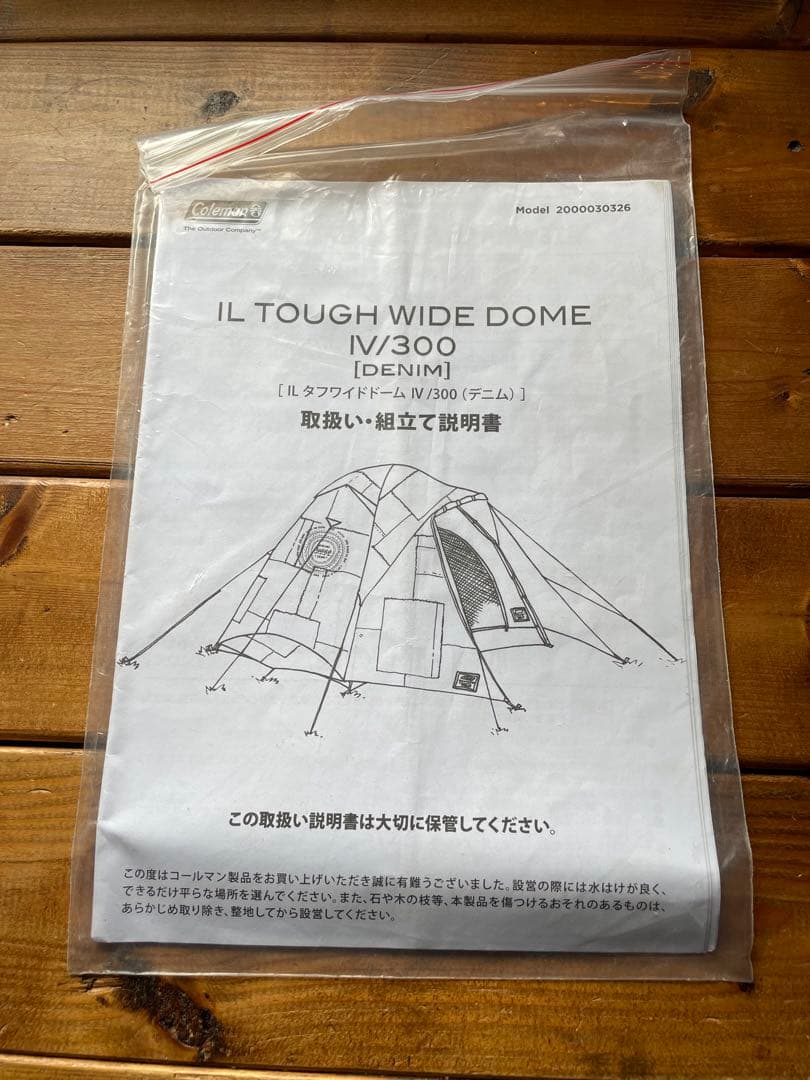 Coleman
The Outdoor Company™
Model 2000030326
IL TOUGH WIDE DOME
IV/300
[DENIM]
[ IL タフワイドドーム IV /300（デニム）]
取扱い・組立て説明書
この取扱い説明書は大切に保管してください。
この度はコールマン製品をお買い上げいただき誠に有難うございました。設営の際には水はけが良く、
できるだけ平らな場所を選んでください。また、石や木の枝等、本製品を傷つけるおそれのあるものは、
あらかじめ取り除き、整地してから設営してください。